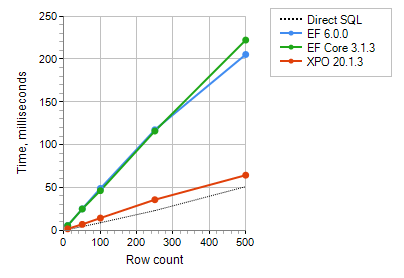 250
200
150
100
50
0
Time, milliseconds
0
100
200
300
400
500
Row count
Direct SQL
EF 6.0.0
EF Core 3.1.3
XPO 20.1.3